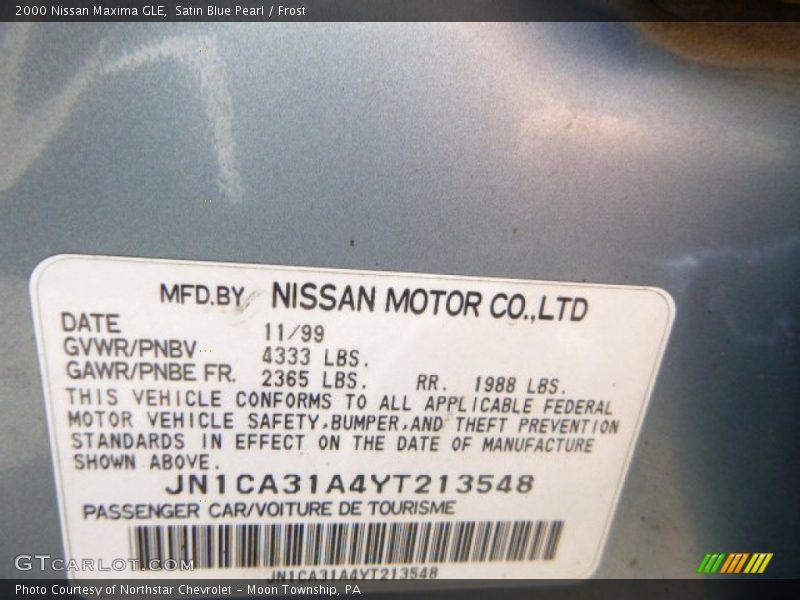 2000 Nissan Maxima GLE, Satin Blue Pearl / Frost
MFD.BY NISSAN MOTOR CO.,LTD
DATE 11/99
GVWR/PNBV 4333 LBS.
GAWR/PNBE FR. 2365 LBS. RR. 1988 LBS.
THIS VEHICLE CONFORMS TO ALL APPLICABLE FEDERAL
MOTOR VEHICLE SAFETY,BUMPER,AND THEFT PREVENTION
STANDARDS IN EFFECT ON THE DATE OF MANUFACTURE
SHOWN ABOVE.
JN1CA31A4YT213548
PASSENGER CAR/VOITURE DE TOURISME
JN1CA31A4YT213548
GTcarlot.com
Photo Courtesy of Northstar Chevrolet - Moon Township, PA